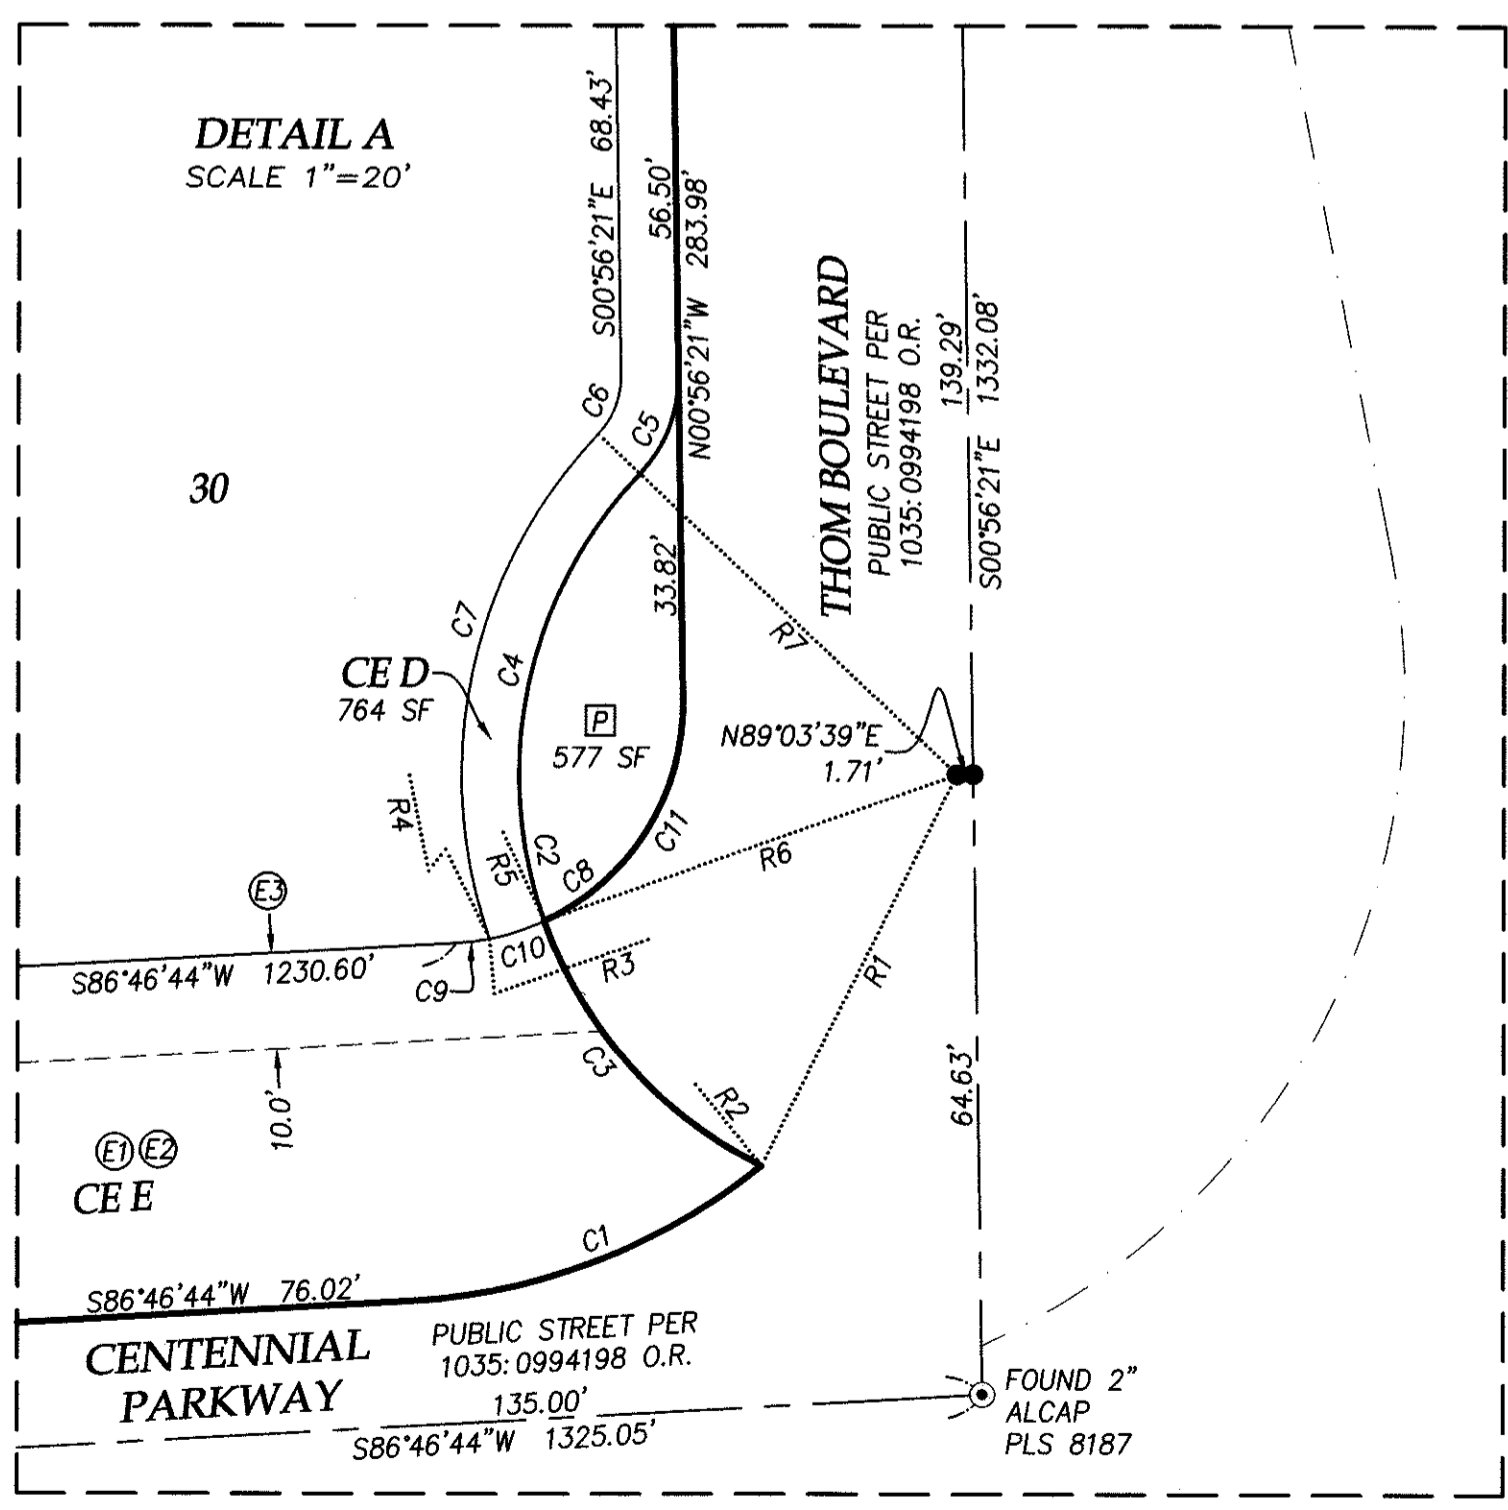 DETAIL A
SCALE 1"=20'
S00°56'21"E 68.43'
56.50'
N00°56'21"W 283.98'
THOM BOULEVARD
PUBLIC STREET PER
1035:0994198 O.R.
139.29'
S00°56'21"E 1332.08'
C6
C5
30
33.82'
C7
R7
C4
CE D
764 SF
P
577 SF
N89°03'39"E
1.71'
R4
C2
R5
C8
C11
R6
E3
S86°46'44"W 1230.60'
C10
C9
R3
R1
C3
R2
64.63'
10.0'
E1 E2
CE E
C1
S86°46'44"W 76.02'
CENTENNIAL
PARKWAY
PUBLIC STREET PER
1035:0994198 O.R.
135.00'
S86°46'44"W 1325.05'
FOUND 2"
ALCAP
PLS 8187